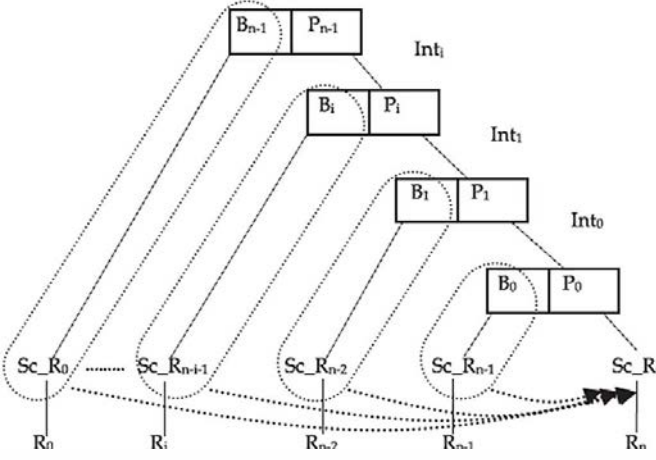 B_{n-1} P_{n-1}
Int_i
B_i P_i
Int_1
B_1 P_1
Int_0
B_0 P_0
Sc_R_0 ...... Sc_R_{n-i-1} Sc_R_{n-2} Sc_R_{n-1} Sc_R
R_0 R_i R_{n-2} R_{n-1} R_n